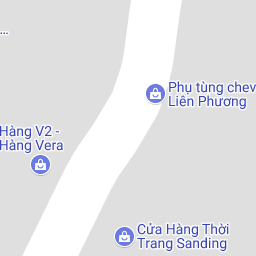 ...
Phụ tùng chev
Liên Phương
Hàng V2 -
Hàng Vera
Cửa Hàng Thời
Trang Sanding